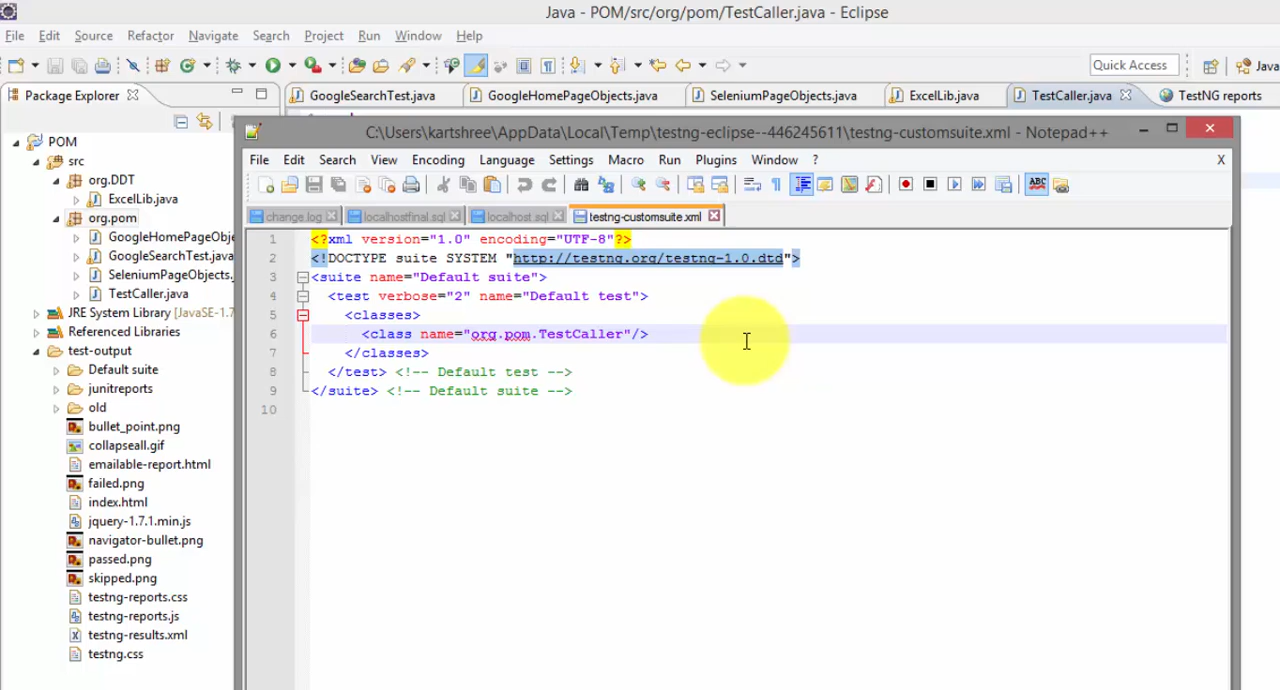 Java - POM/src/org/pom/TestCaller.java - Eclipse
File Edit Source Refactor Navigate Search Project Run Window Help
Quick Access
Java
Package Explorer
GoogleSearchTest.java
GoogleHomePageObjects.java
SeleniumPageObjects.java
ExcelLib.java
TestCaller.java
TestNG reports
POM
src
org.DDT
ExcelLib.java
org.pom
GoogleHomePageObje
GoogleSearchTest.java
SeleniumPageObjects.
TestCaller.java
JRE System Library [JavaSE-1.7
Referenced Libraries
test-output
Default suite
junitreports
old
bullet_point.png
collapseall.gif
emailable-report.html
failed.png
index.html
jquery-1.7.1.min.js
navigator-bullet.png
passed.png
skipped.png
testng-reports.css
testng-reports.js
testng-results.xml
testng.css
C:\Users\kartshree\AppData\Local\Temp\testng-eclipse--446245611\testng-customsuite.xml - Notepad++
File Edit Search View Encoding Language Settings Macro Run Plugins Window ? X
ABC
change.log
localhostfinal.sql
localhost.sql
testng-customsuite.xml
1 <?xml version="1.0" encoding="UTF-8"?>
2 <!DOCTYPE suite SYSTEM "http://testng.org/testng-1.0.dtd">
3 <suite name="Default suite">
4 <test verbose="2" name="Default test">
5 <classes>
6 <class name="org.pom.TestCaller"/>
7 </classes>
8 </test> <!-- Default test -->
9 </suite> <!-- Default suite -->
10